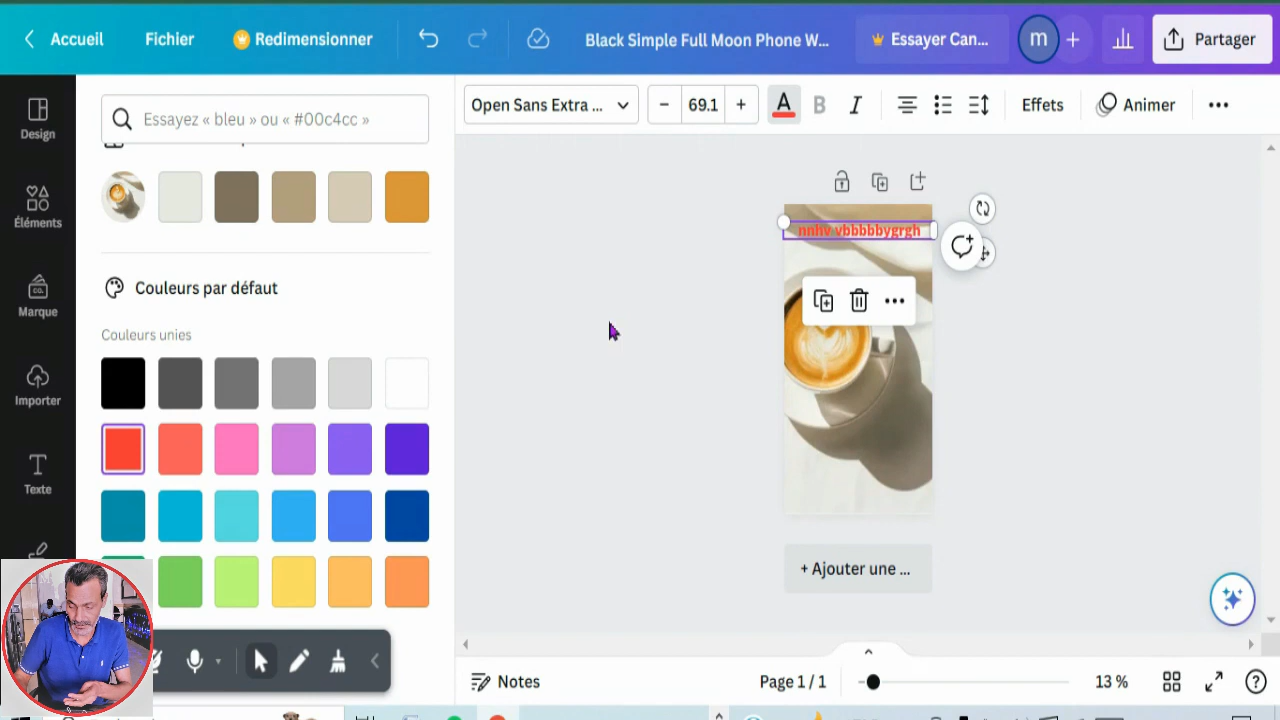 Accueil
Fichier
Redimensionner
Black Simple Full Moon Phone W...
Essayer Can...
m
Partager
Design
Éléments
Marque
Importer
Texte
Essayez « bleu » ou « #00c4cc »
Couleurs par défaut
Couleurs unies
Open Sans Extra ...
69.1
A
B
I
Effets
Animer
nnhv vbbbbbygrgh
+ Ajouter une ...
Notes
Page 1 / 1
13 %